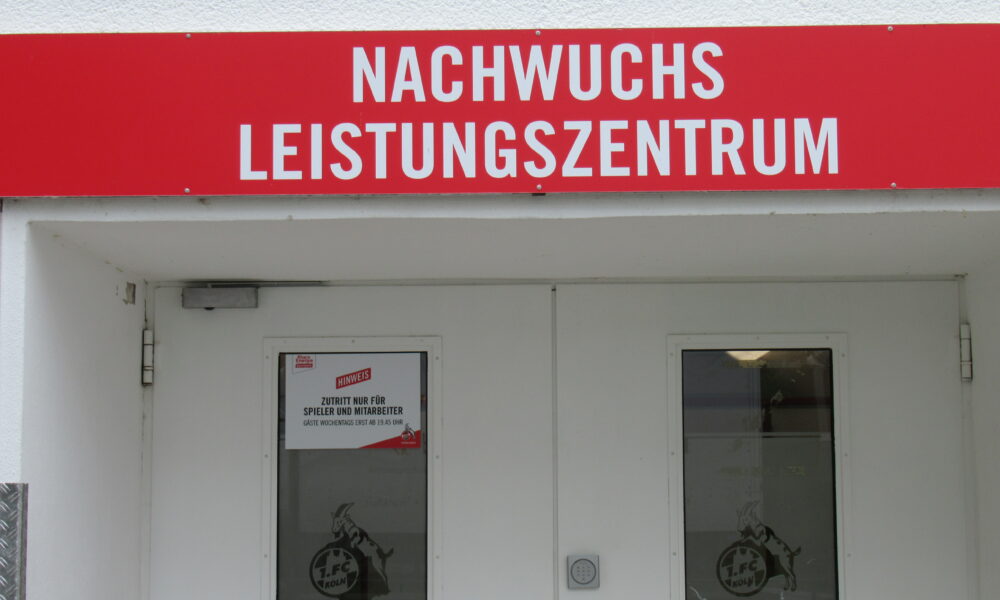 NACHWUCHS
LEISTUNGSZENTRUM
HINWEIS
ZUTRITT NUR FÜR
SPIELER UND MITARBEITER
GÄSTE WOCHENTAGS ERST AB 19:45 UHR
1.FC
KÖLN
1.FC
KÖLN